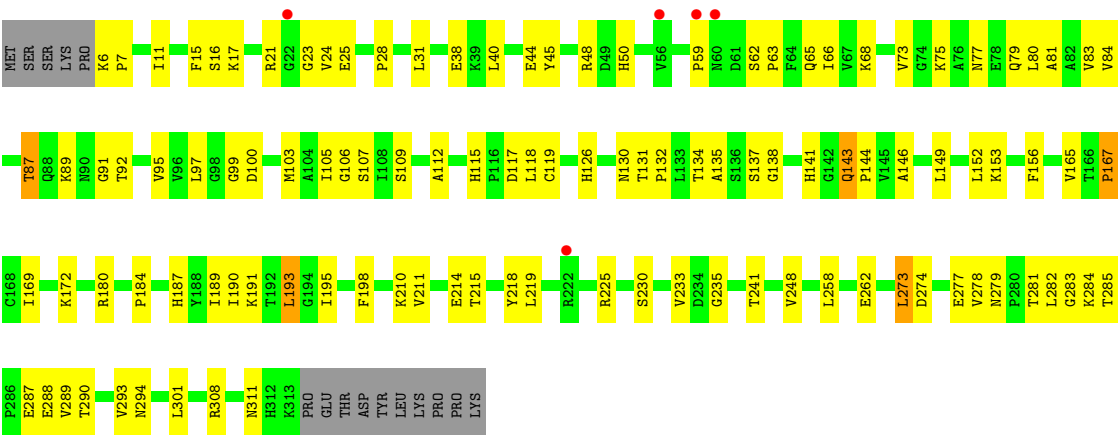 MET SER SER LYS PRO K6 P7 I11 F15 S16 K17 R21 G22 G23 V24 E25 P28 L31 E38 K39 L40 E44 Y45 R48 D49 H50 V56 P59 N60 D61 S62 P63 F64 Q65 I66 V67 K68 V73 G74 K75 A76 N77 E78 Q79 L80 A81 A82 V83 V84
T87 Q88 K89 N90 G91 T92 V95 V96 L97 G98 G99 D100 M103 A104 I105 G106 S107 I108 S109 A112 H115 P116 D117 L118 C119 H126 N130 T131 P132 L133 T134 A135 S136 S137 G138 H141 G142 Q143 P144 V145 A146 L149 L152 K153 F156 V165 T166 P167
C168 I169 K172 R180 P184 H187 Y188 I189 I190 K191 T192 L193 G194 I195 F198 K210 V211 E214 T215 Y218 L219 R222 R225 S230 V233 D234 G235 T241 V248 L258 E262 L273 D274 E277 V278 N279 P280 T281 L282 G283 K284 T285
P286 E287 E288 V289 T290 V293 N294 L301 R308 N311 H312 K313 PRO GLU THR ASP TYR LEU LYS PRO PRO LYS